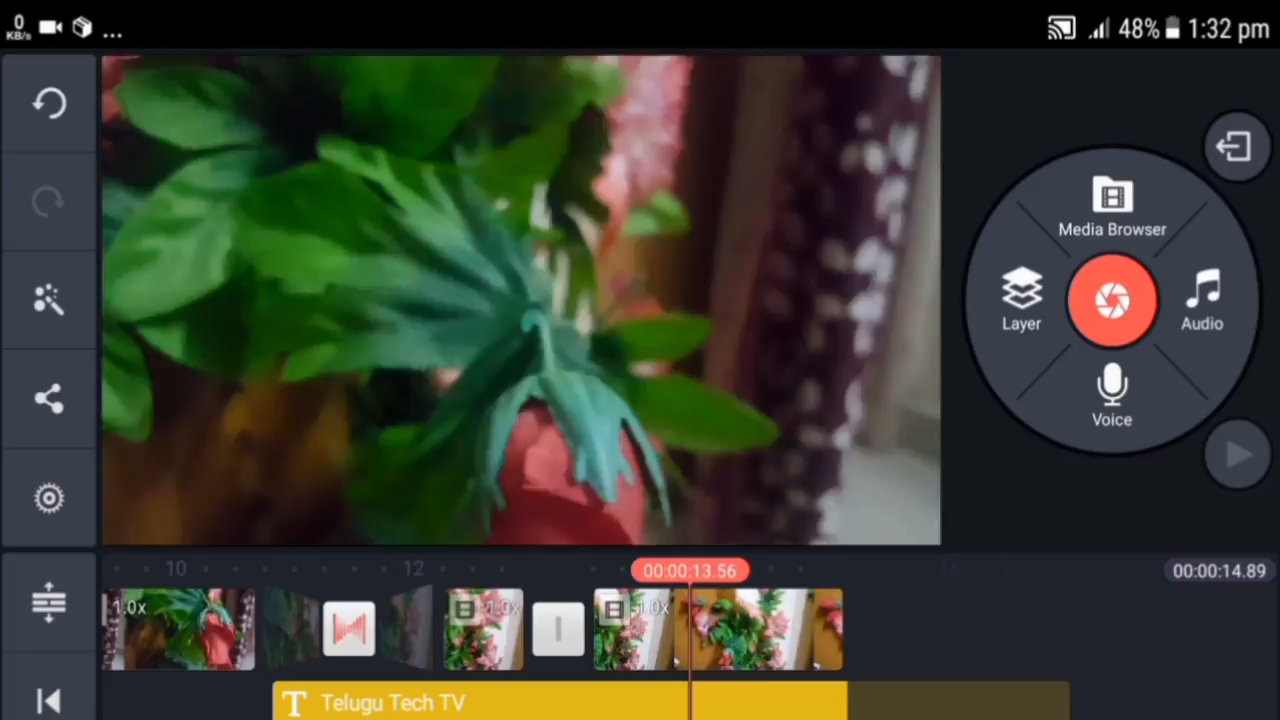 0
KB/s
...
48%
1:32 pm
Media Browser
Layer
Audio
Voice
10
12
00:00:13.56
16
00:00:14.89
1.0x
1.0x
1.0x
T Telugu Tech TV